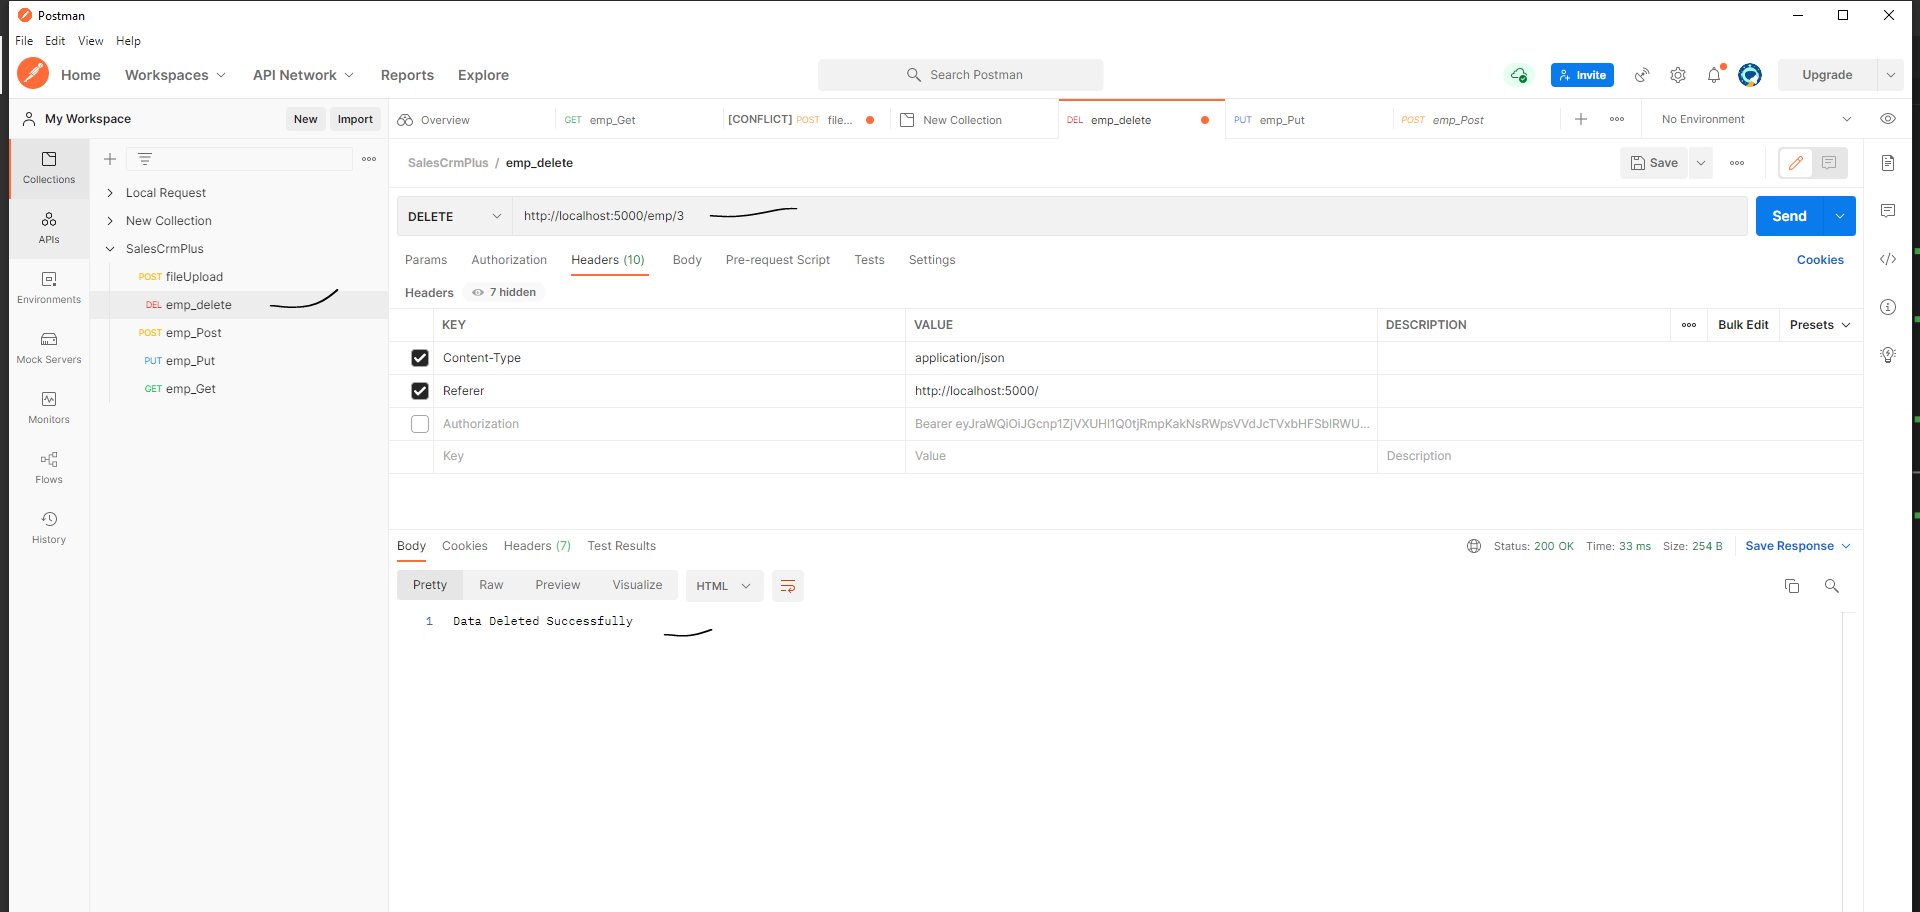 Postman
File Edit View Help
Home Workspaces API Network Reports Explore
Search Postman
Invite
Upgrade
My Workspace New Import
Overview GET emp_Get [CONFLICT] POST file... New Collection DEL emp_delete PUT emp_Put POST emp_Post
No Environment
SalesCrmPlus / emp_delete
Save
Collections
APIs
Environments
Mock Servers
Monitors
Flows
History
Local Request
New Collection
SalesCrmPlus
POST fileUpload
DEL emp_delete
POST emp_Post
PUT emp_Put
GET emp_Get
DELETE http://localhost:5000/emp/3
Send
Params Authorization Headers (10) Body Pre-request Script Tests Settings
Cookies
Headers 7 hidden
KEY VALUE DESCRIPTION Bulk Edit Presets
Content-Type application/json
Referer http://localhost:5000/
Authorization Bearer
Key Value Description
Body Cookies Headers (7) Test Results
Status: 200 OK Time: 33 ms Size: 254 B Save Response
Pretty Raw Preview Visualize HTML
1 Data Deleted Successfully